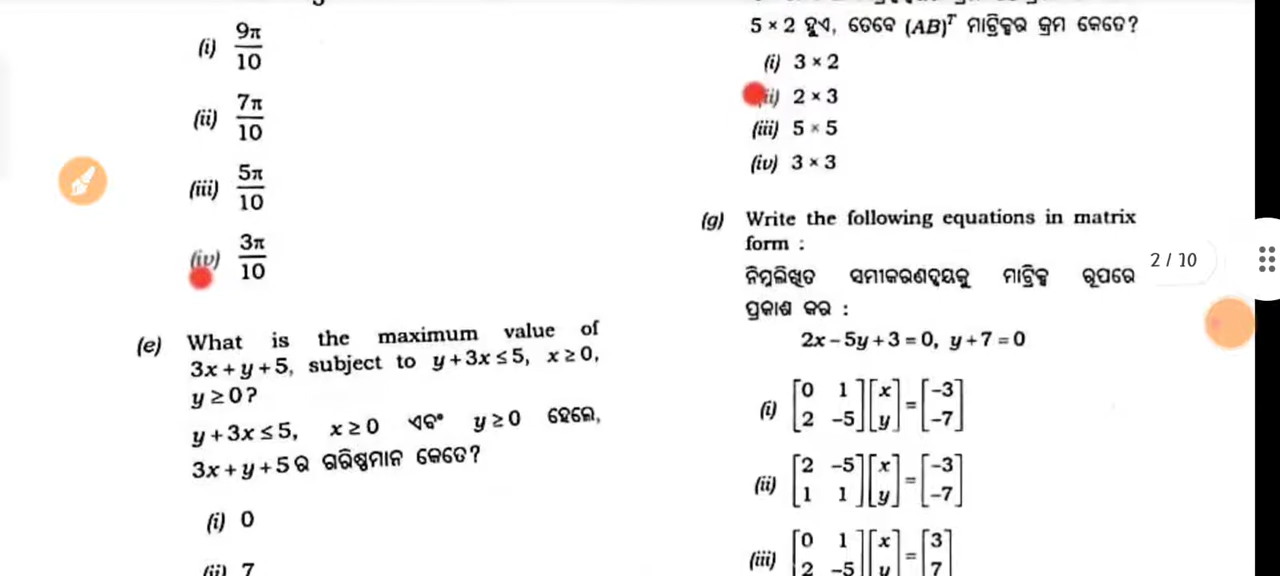 (i) 9π/10
(ii) 7π/10
(iii) 5π/10
(iv) 3π/10
(e) What is the maximum value of
3x + y + 5, subject to y + 3x ≤ 5, x ≥ 0,
y ≥ 0?
y + 3x ≤ 5, x ≥ 0 ଏବଂ y ≥ 0 ହେଲେ,
3x + y + 5 ର ଗରିଷ୍ଠମାନ କେତେ?
(i) 0
(ii) 7
5 × 2 ହୁଏ, ତେବେ (AB)ᵀ ମାଟ୍ରିକ୍ସର କ୍ରମ କେତେ?
(i) 3 × 2
(ii) 2 × 3
(iii) 5 × 5
(iv) 3 × 3
(g) Write the following equations in matrix
form :
ନିମ୍ନଲିଖିତ ସମୀକରଣଦ୍ୱୟକୁ ମାଟ୍ରିକ୍ସ ରୂପରେ
ପ୍ରକାଶ କର :
2x − 5y + 3 = 0, y + 7 = 0
(i) [0 1; 2 −5] [x; y] = [−3; −7]
(ii) [2 −5; 1 1] [x; y] = [−3; −7]
(iii) [0 1; 2 −5] [x; y] = [3; 7]
2 / 10